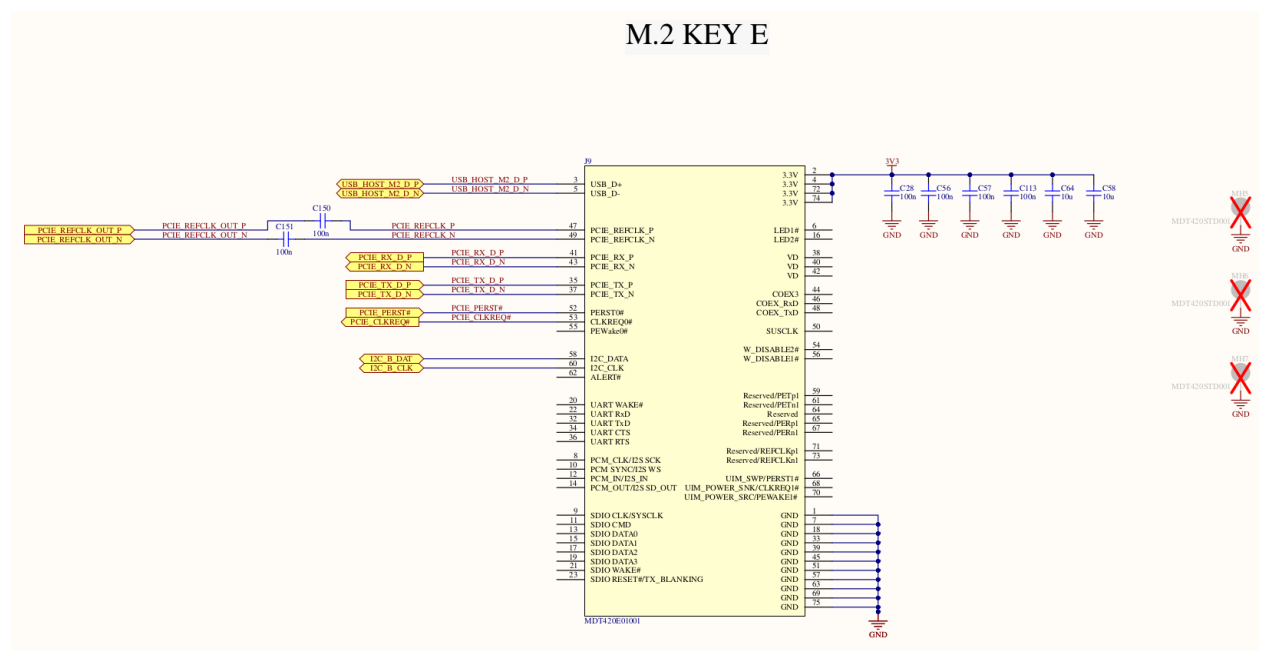 M.2 KEY E
J9
3V3
USB_HOST_M2_D_P USB_HOST_M2_D_P 3 USB_D+
USB_HOST_M2_D_N USB_HOST_M2_D_N 5 USB_D-
3.3V 2
3.3V 4
3.3V 72
3.3V 74
C28 100n GND
C56 100n GND
C57 100n GND
C113 100n GND
C64 10u GND
C58 10u GND
C150 100n
C151 100n
PCIE_REFCLK_OUT_P PCIE_REFCLK_OUT_P PCIE_REFCLK_P 47 PCIE_REFCLK_P
PCIE_REFCLK_OUT_N PCIE_REFCLK_OUT_N PCIE_REFCLK_N 49 PCIE_REFCLK_N
PCIE_RX_D_P PCIE_RX_D_P 41 PCIE_RX_P
PCIE_RX_D_N PCIE_RX_D_N 43 PCIE_RX_N
PCIE_TX_D_P PCIE_TX_D_P 35 PCIE_TX_P
PCIE_TX_D_N PCIE_TX_D_N 37 PCIE_TX_N
PCIE_PERST# PCIE_PERST# 52 PERST0#
PCIE_CLKREQ# PCIE_CLKREQ# 53 CLKREQ0#
55 PEWake0#
I2C_B_DAT 58 I2C_DATA
I2C_B_CLK 60 I2C_CLK
62 ALERT#
20 UART WAKE#
22 UART RxD
32 UART TxD
34 UART CTS
36 UART RTS
8 PCM_CLK/I2S SCK
10 PCM SYNC/I2S WS
12 PCM_IN/I2S_IN
14 PCM_OUT/I2S SD_OUT
9 SDIO CLK/SYSCLK
11 SDIO CMD
13 SDIO DATA0
15 SDIO DATA1
17 SDIO DATA2
19 SDIO DATA3
21 SDIO WAKE#
23 SDIO RESET#/TX_BLANKING
LED1# 6
LED2# 16
VD 38
VD 40
VD 42
COEX3 44
COEX_RxD 46
COEX_TxD 48
SUSCLK 50
W_DISABLE2# 54
W_DISABLE1# 56
Reserved/PETp1 59
Reserved/PETn1 61
Reserved 64
Reserved/PERp1 65
Reserved/PERn1 67
Reserved/REFCLKp1 71
Reserved/REFCLKn1 73
UIM_SWP/PERST1# 66
UIM_POWER_SNK/CLKREQ1# 68
UIM_POWER_SRC/PEWAKE1# 70
GND 1
GND 7
GND 18
GND 33
GND 39
GND 45
GND 51
GND 57
GND 63
GND 69
GND 75
GND
MDT420E01001
MH5
MDT420STD001
GND
MH6
MDT420STD001
GND
MH7
MDT420STD001
GND